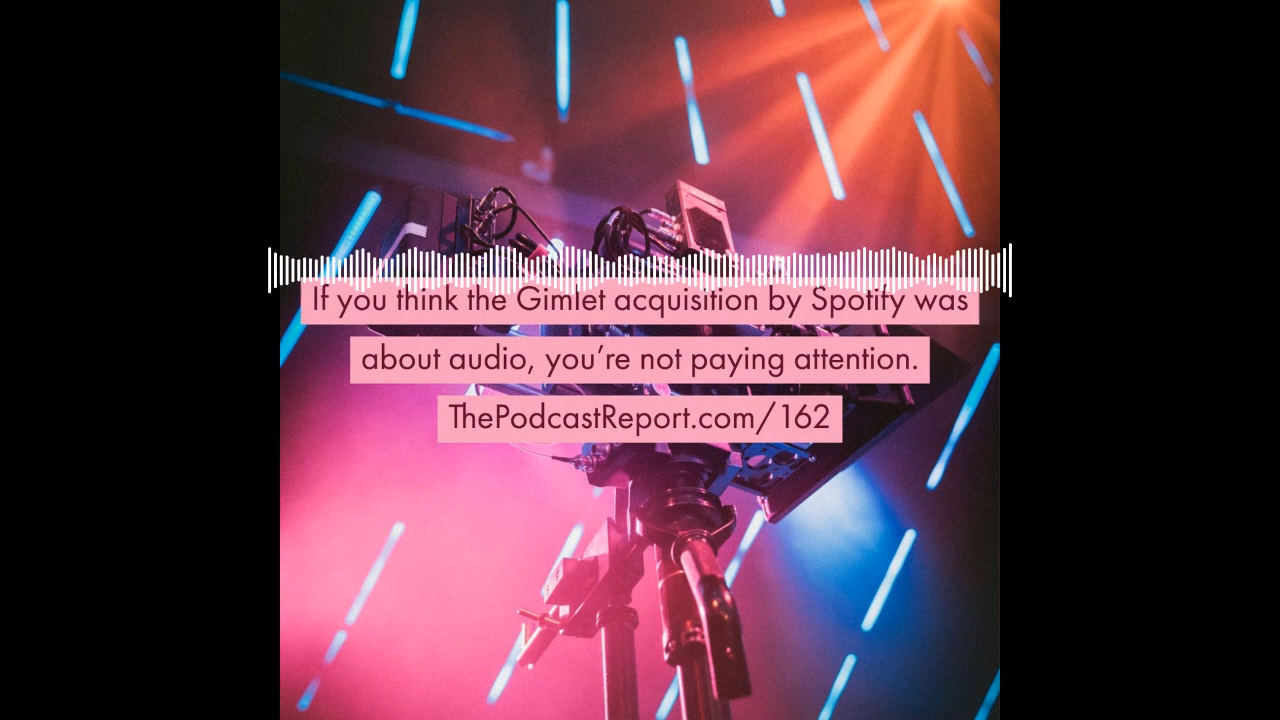 If you think the Gimlet acquisition by Spotify was
about audio, you’re not paying attention.
ThePodcastReport.com/162